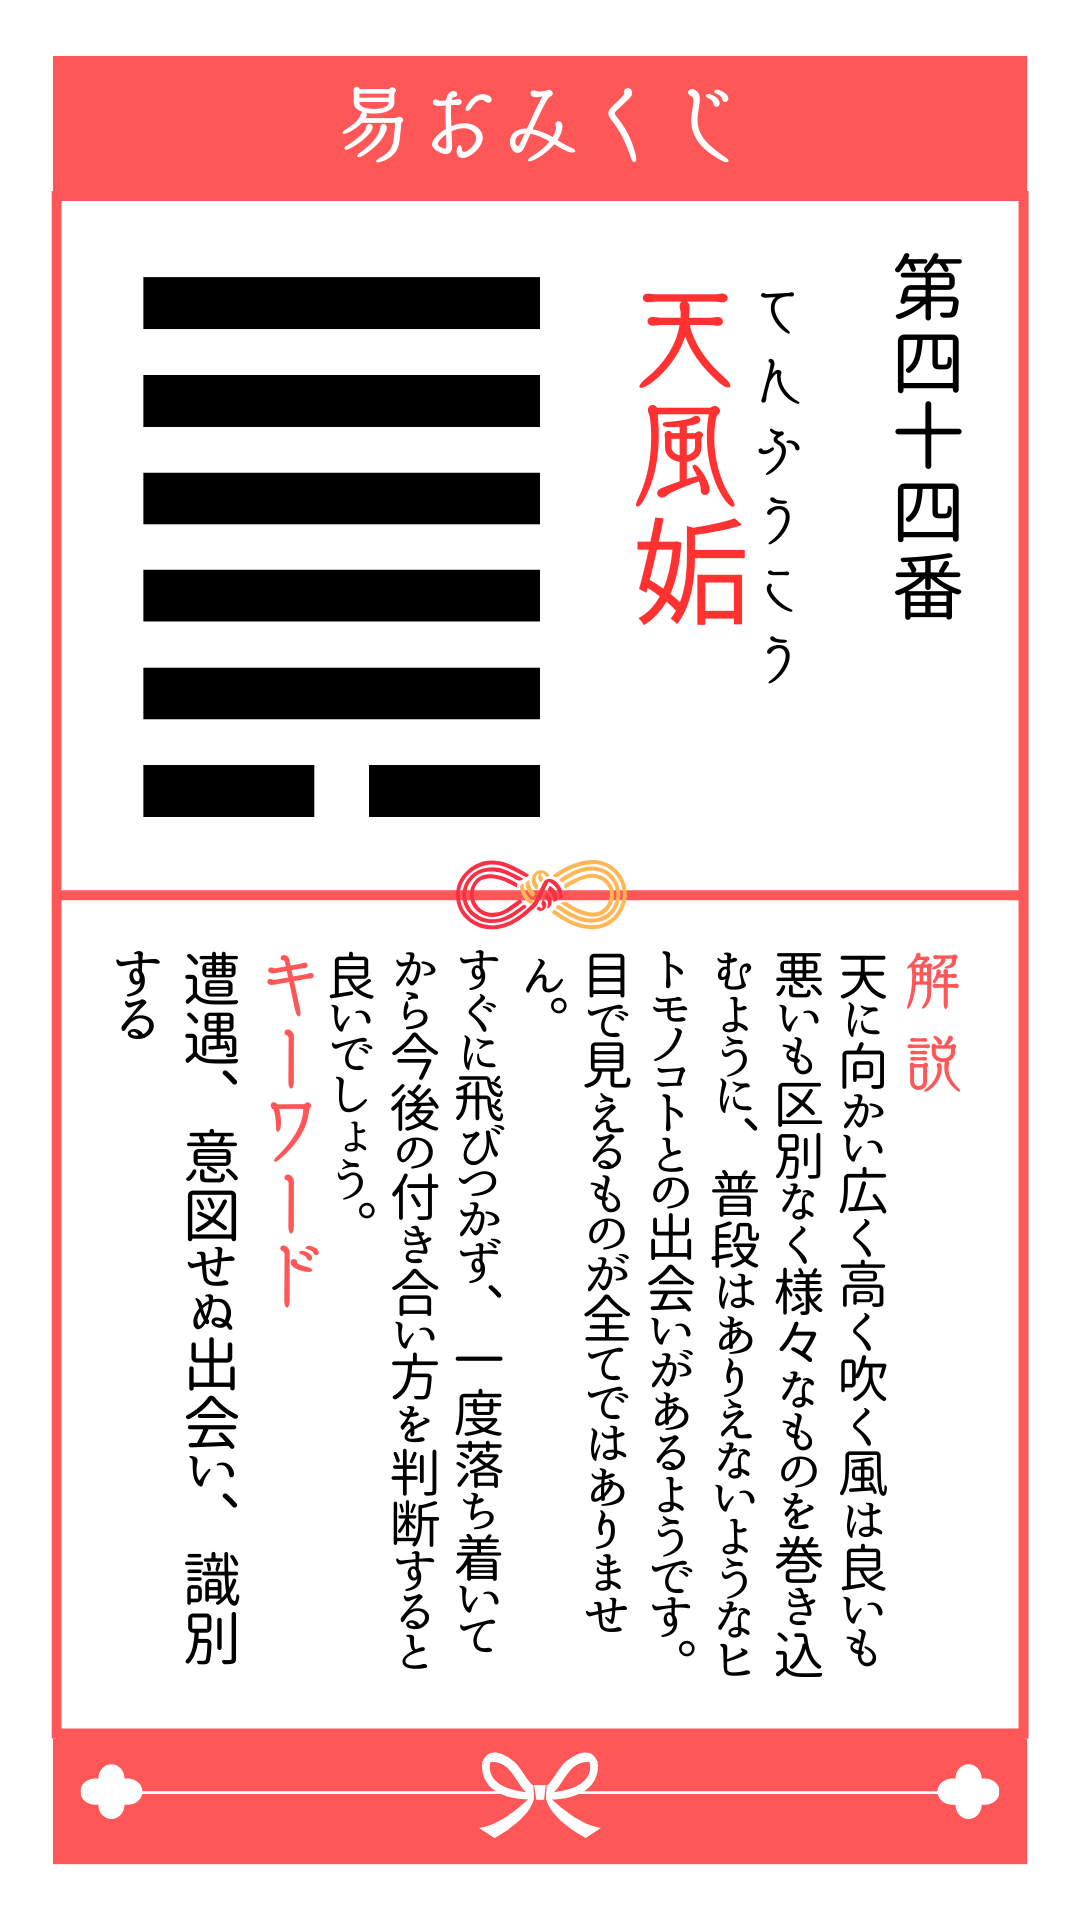 易おみくじ
第四十四番
てんふうこう
天風姤
解説
天に向かい広く高く吹く風は良いも
悪いも区別なく様々なものを巻き込
むように、普段はありえないようなヒ
トモノコトとの出会いがあるようです。
目で見えるものが全てではありませ
ん。
すぐに飛びつかず、一度落ち着いて
から今後の付き合い方を判断すると
良いでしょう。
キーワード
遭遇、意図せぬ出会い、識別
する